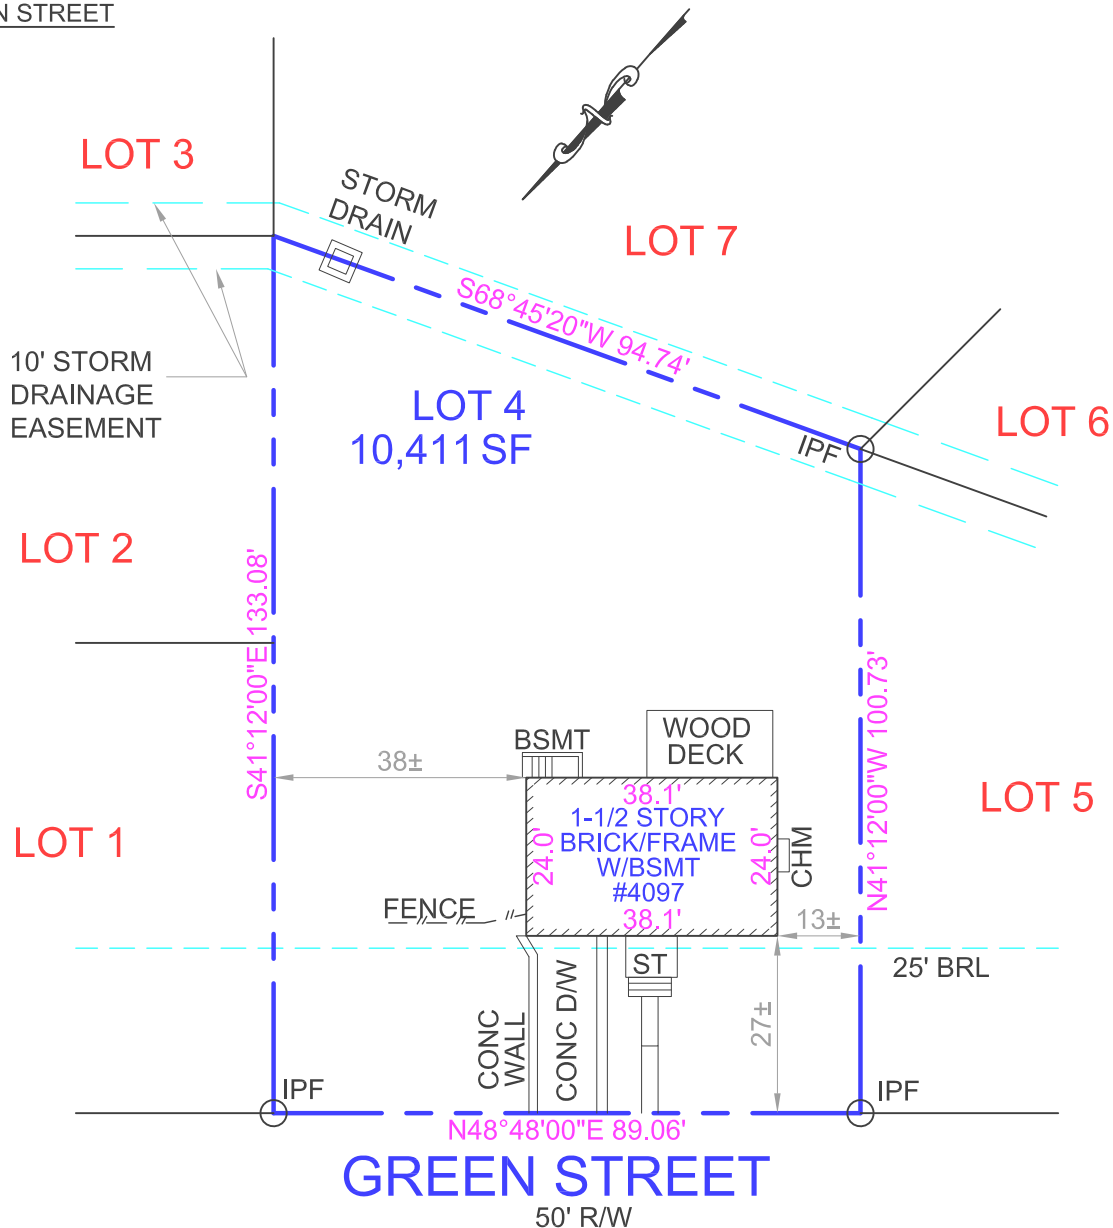 N STREET
LOT 3
STORM
DRAIN
LOT 7
S68°45'20"W 94.74'
10' STORM
DRAINAGE
EASEMENT
LOT 4
10,411 SF
LOT 6
IPF
LOT 2
S41°12'00"E 133.08'
N41°12'00"W 100.73'
BSMT
WOOD
DECK
38±
LOT 5
LOT 1
38.1'
1-1/2 STORY
BRICK/FRAME
W/BSMT
#4097
24.0'
24.0'
CHM
38.1'
FENCE
13±
25' BRL
ST
CONC
WALL
CONC D/W
27±
IPF
IPF
N48°48'00"E 89.06'
GREEN STREET
50' R/W